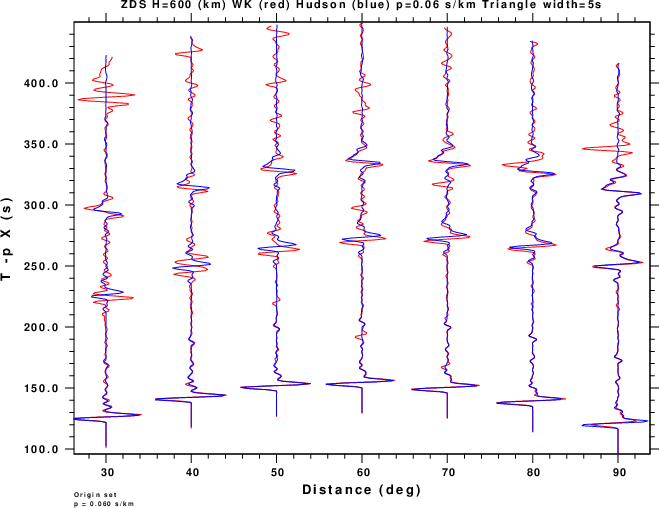 ZDS H=600 (km) WK (red) Hudson (blue) p=0.06 s/km Triangle width=5s
400.0
350.0
300.0
250.0
200.0
150.0
100.0
T -p X (s)
30 40 50 60 70 80 90
Distance (deg)
Origin set
p = 0.060 s/km